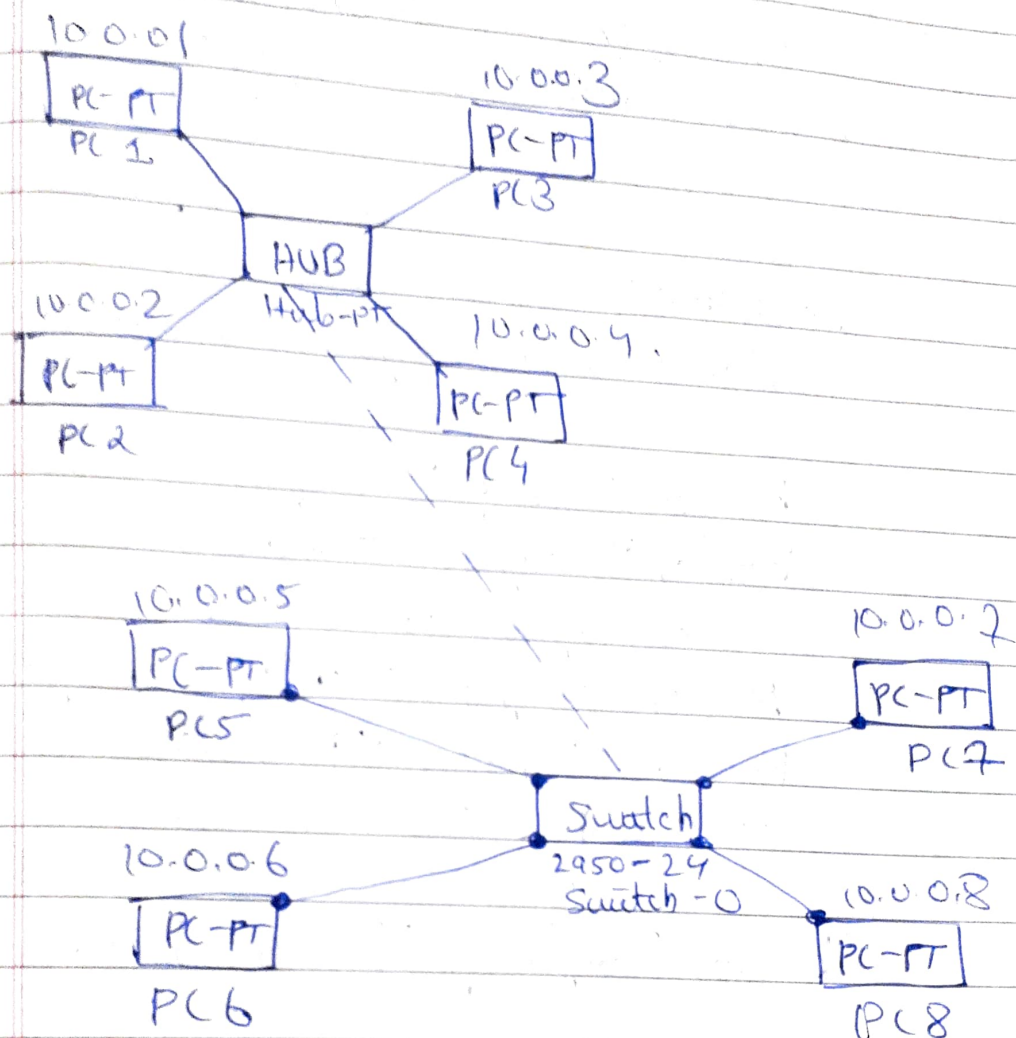 10 0.01
PC-PT
PC 1
10.0.0.3
PC-PT
PC3
HUB
Hub-pt
10 0 0.2
PC-PT
PC 2
10.0.0.4.
PC-PT
PC4
10.0.0.5
PC-PT
PC5
10.0.0.7
PC-PT
PC7
Swatch
2950-24
Switch-0
10.0.0.6
PC-PT
PC6
10.0 0.8
PC-PT
PC8